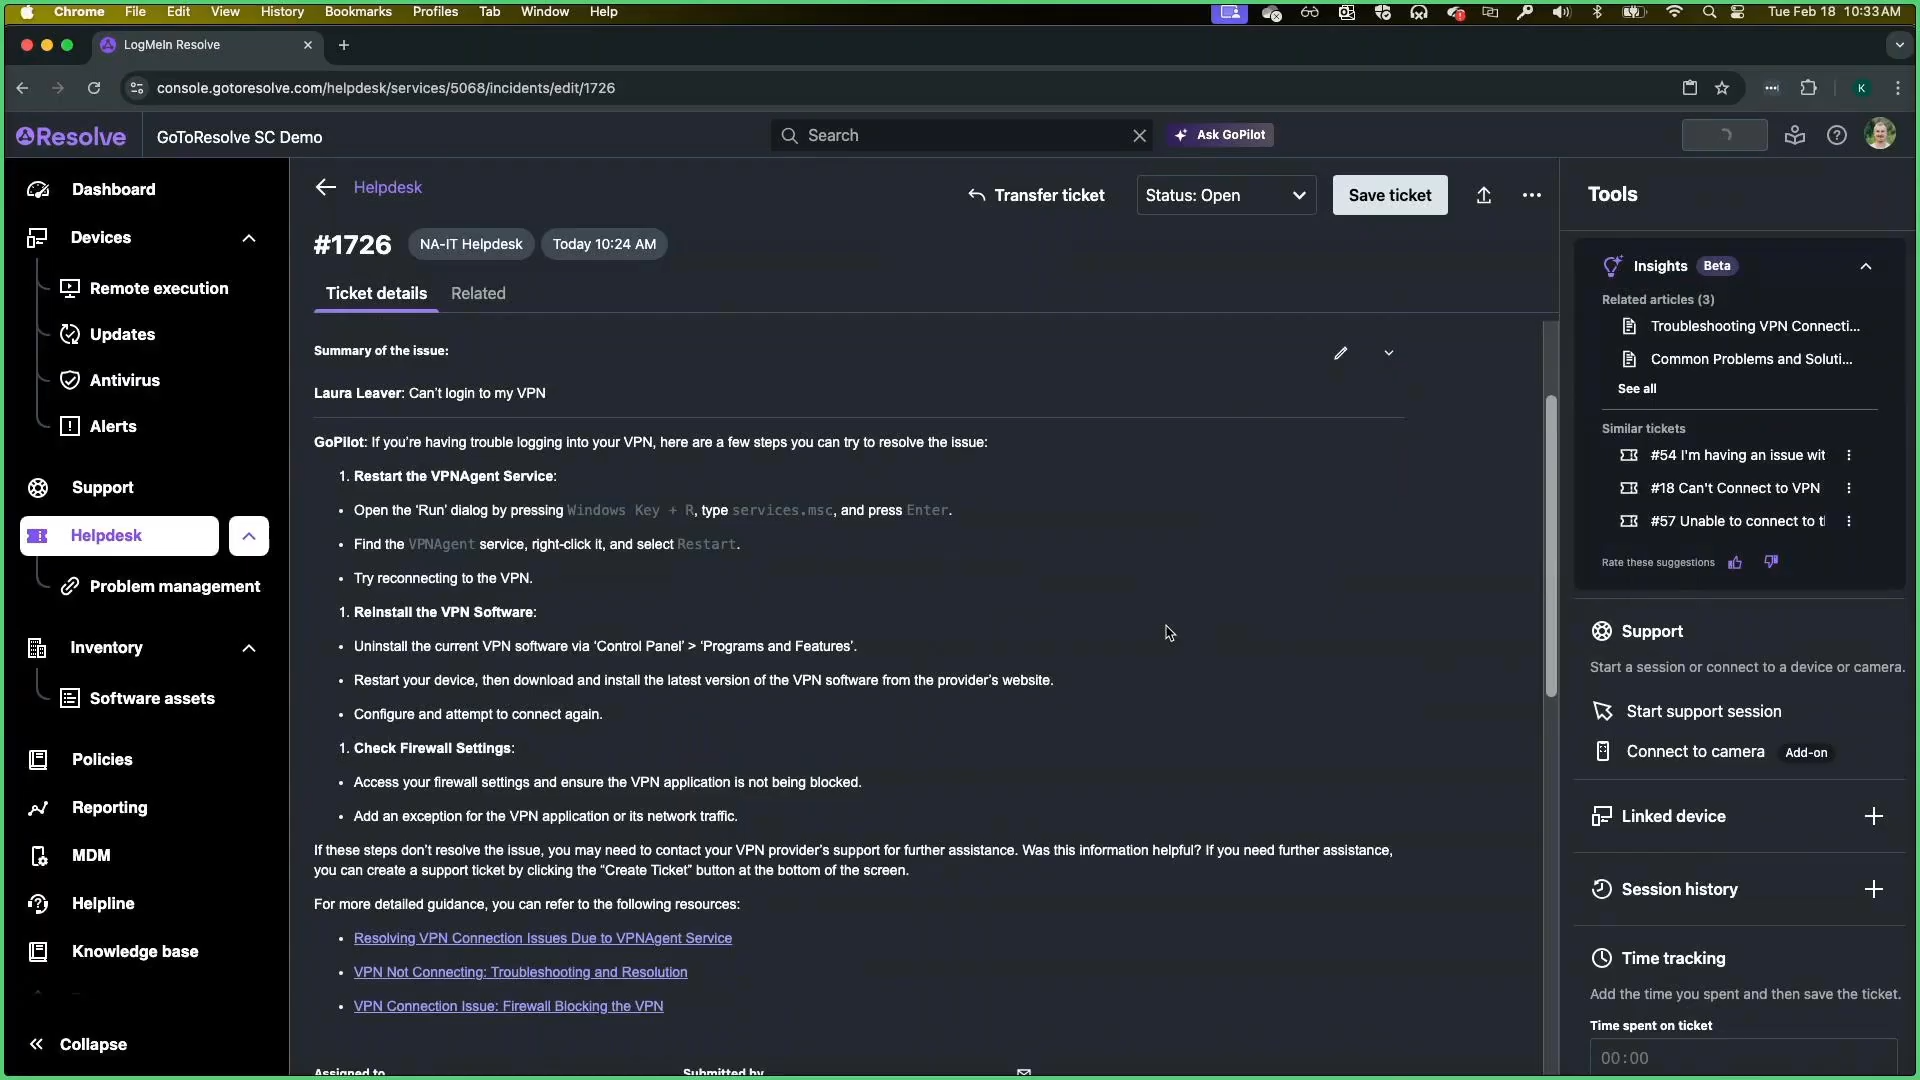 Chrome File Edit View History Bookmarks Profiles Tab Window Help Tue Feb 18 10:33 AM
LogMeIn Resolve
console.gotoresolve.com/helpdesk/services/5068/incidents/edit/1726
K
Resolve GoToResolve SC Demo Search Ask GoPilot
Dashboard
Devices
Remote execution
Updates
Antivirus
Alerts
Support
Helpdesk
Problem management
Inventory
Software assets
Policies
Reporting
MDM
Helpline
Knowledge base
Collapse
Helpdesk
Transfer ticket Status: Open Save ticket
#1726 NA-IT Helpdesk Today 10:24 AM
Ticket details Related
Summary of the issue:
Laura Leaver: Can't login to my VPN
GoPilot: If you're having trouble logging into your VPN, here are a few steps you can try to resolve the issue:
1. Restart the VPNAgent Service:
• Open the ‘Run’ dialog by pressing Windows Key + R, type services.msc, and press Enter.
• Find the VPNAgent service, right-click it, and select Restart.
• Try reconnecting to the VPN.
1. Reinstall the VPN Software:
• Uninstall the current VPN software via ‘Control Panel’ > ‘Programs and Features’.
• Restart your device, then download and install the latest version of the VPN software from the provider’s website.
• Configure and attempt to connect again.
1. Check Firewall Settings:
• Access your firewall settings and ensure the VPN application is not being blocked.
• Add an exception for the VPN application or its network traffic.
If these steps don’t resolve the issue, you may need to contact your VPN provider’s support for further assistance. Was this information helpful? If you need further assistance,
you can create a support ticket by clicking the “Create Ticket” button at the bottom of the screen.
For more detailed guidance, you can refer to the following resources:
• Resolving VPN Connection Issues Due to VPNAgent Service
• VPN Not Connecting: Troubleshooting and Resolution
• VPN Connection Issue: Firewall Blocking the VPN
Assigned to Submitted by
Tools
Insights Beta
Related articles (3)
Troubleshooting VPN Connecti...
Common Problems and Soluti...
See all
Similar tickets
#54 I'm having an issue wit
#18 Can't Connect to VPN
#57 Unable to connect to t
Rate these suggestions
Support
Start a session or connect to a device or camera.
Start support session
Connect to camera Add-on
Linked device
Session history
Time tracking
Add the time you spent and then save the ticket.
Time spent on ticket
00:00